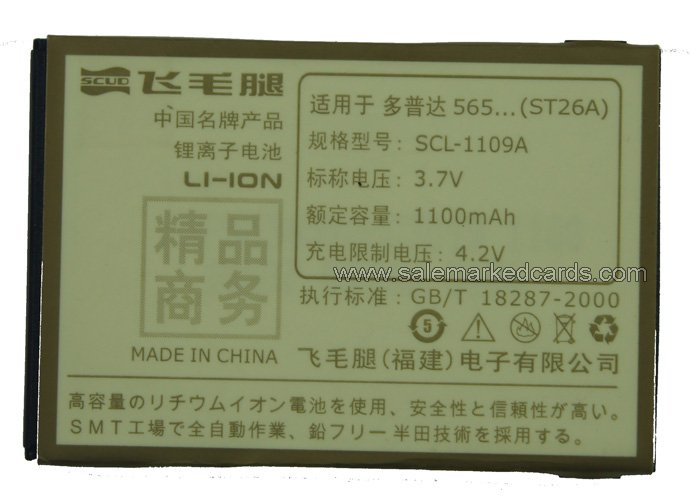 SCUD 飞毛腿
中国名牌产品
锂离子电池
LI-ION
精品
商务
MADE IN CHINA
适用于 多普达 565...(ST26A)
规格型号: SCL-1109A
标称电压: 3.7V
额定容量: 1100mAh
充电限制电压: 4.2V
www.salemarkedcards.com
执行标准: GB/T 18287-2000
5
飞毛腿(福建)电子有限公司
高容量のリチウムイオン電池を使用、安全性と信頼性が高い。
SMT工場で全自動作業、鉛フリー半田技術を採用